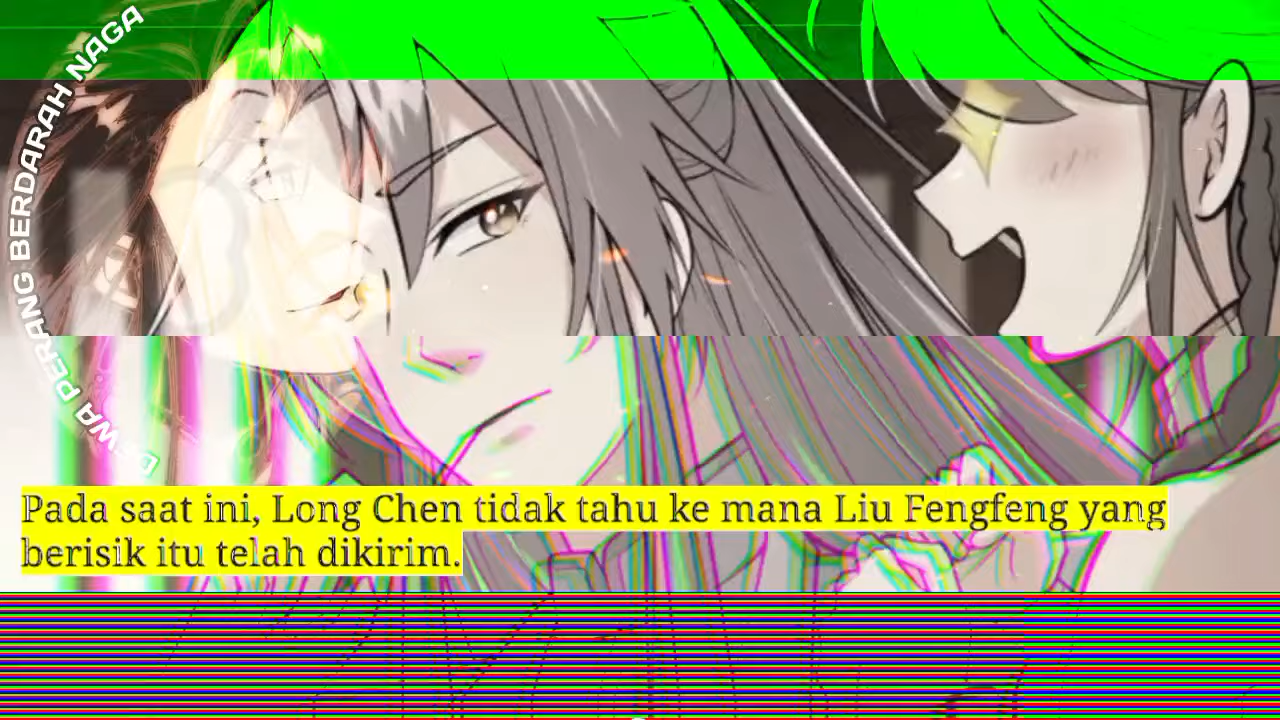 DEWA PERANG BERDARAH NAGA
Pada saat ini, Long Chen tidak tahu ke mana Liu Fengfeng yang
berisik itu telah dikirim.